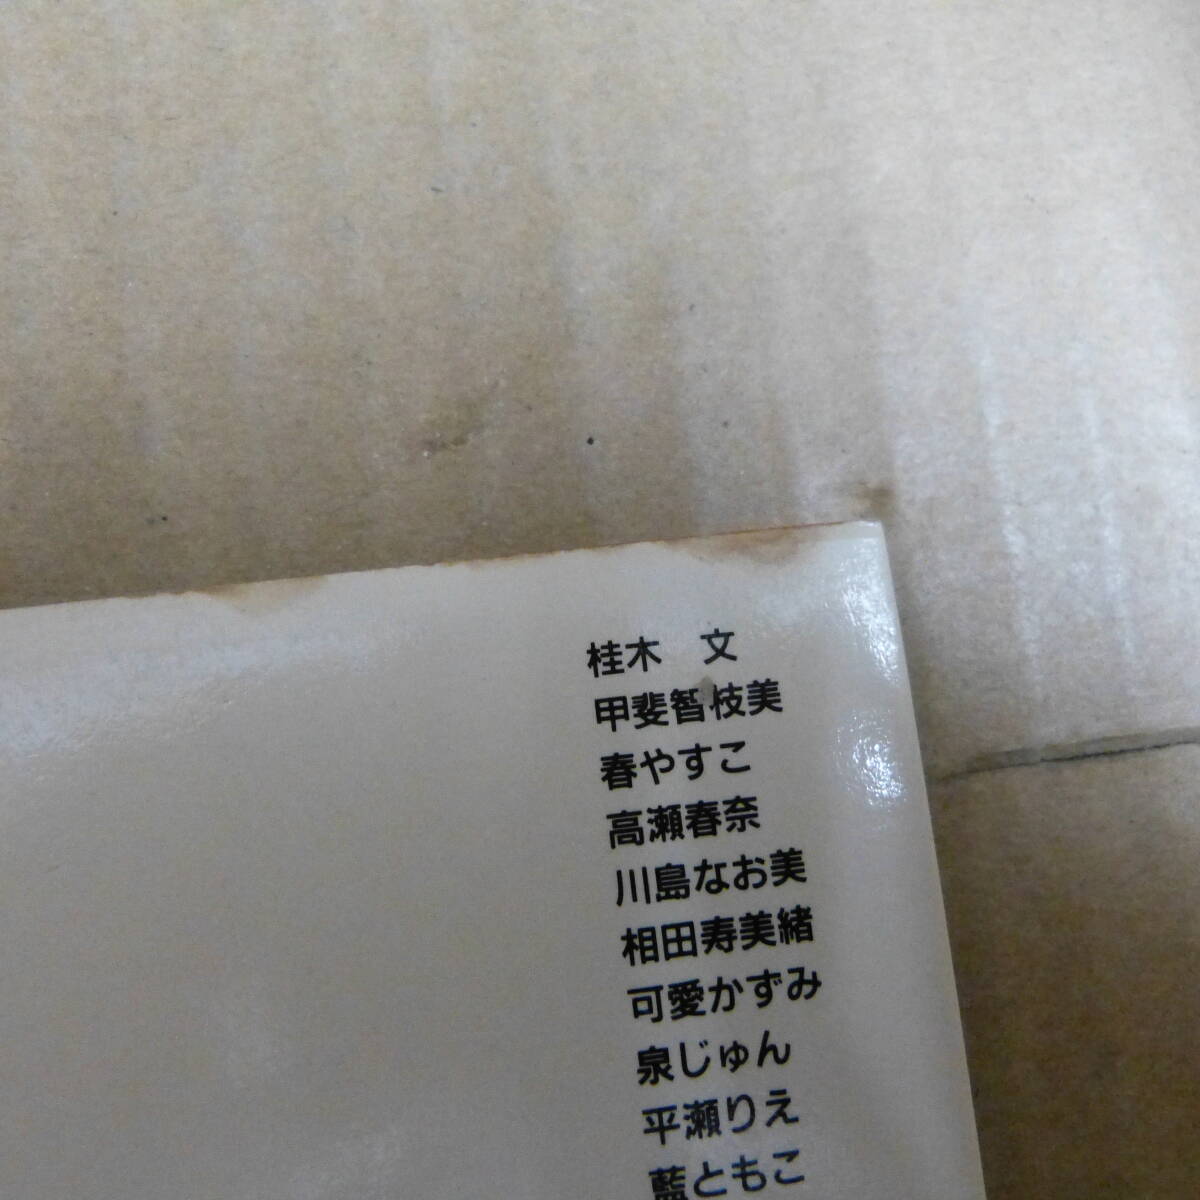 桂木　文
甲斐智枝美
春やすこ
高瀬春奈
川島なお美
相田寿美緒
可愛かずみ
泉じゅん
平瀬りえ
藍ともこ